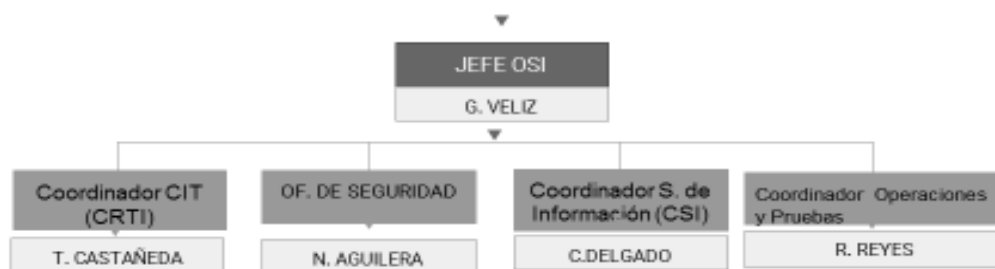 JEFE OSI
G. VELIZ
Coordinador CIT
(CRTI)
T. CASTAÑEDA
OF. DE SEGURIDAD
N. AGUILERA
Coordinador S. de
Información (CSI)
C.DELGADO
Coordinador Operaciones
y Pruebas
R. REYES